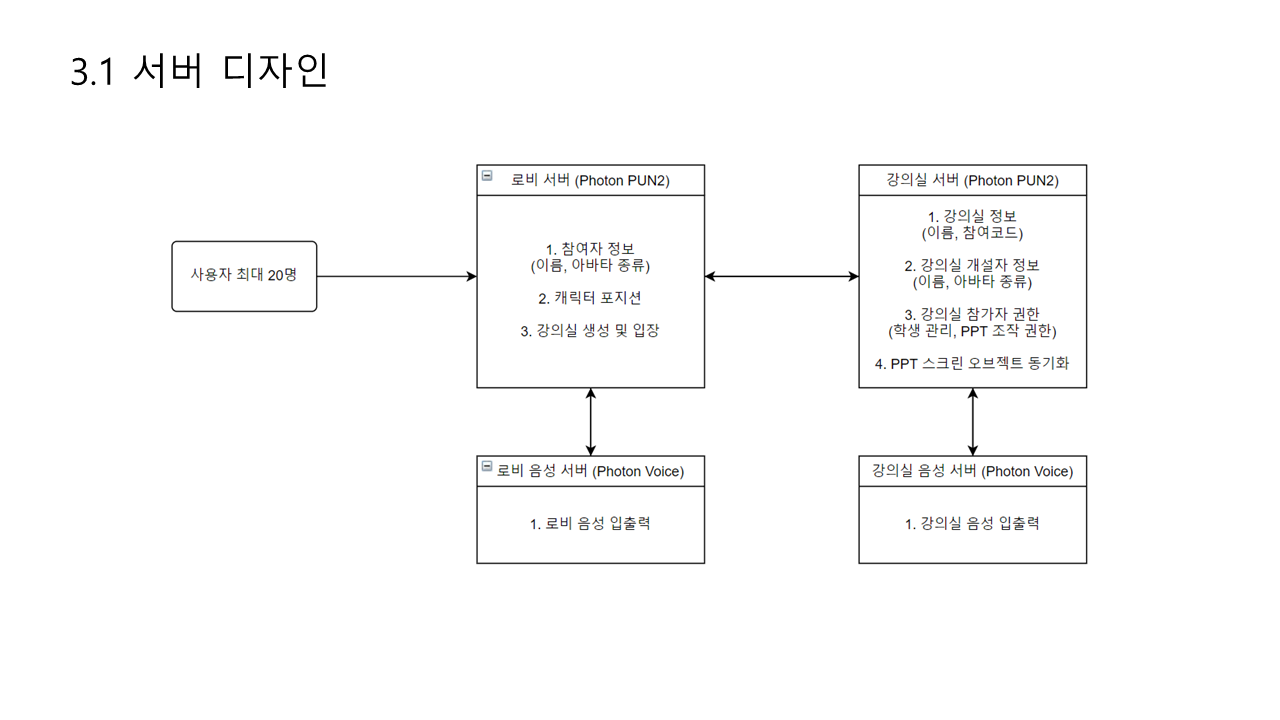 3.1 서버 디자인
사용자 최대 20명
로비 서버 (Photon PUN2)
1. 참여자 정보
(이름, 아바타 종류)
2. 캐릭터 포지션
3. 강의실 생성 및 입장
강의실 서버 (Photon PUN2)
1. 강의실 정보
(이름, 참여코드)
2. 강의실 개설자 정보
(이름, 아바타 종류)
3. 강의실 참가자 권한
(학생 관리, PPT 조작 권한)
4. PPT 스크린 오브젝트 동기화
로비 음성 서버 (Photon Voice)
1. 로비 음성 입출력
강의실 음성 서버 (Photon Voice)
1. 강의실 음성 입출력